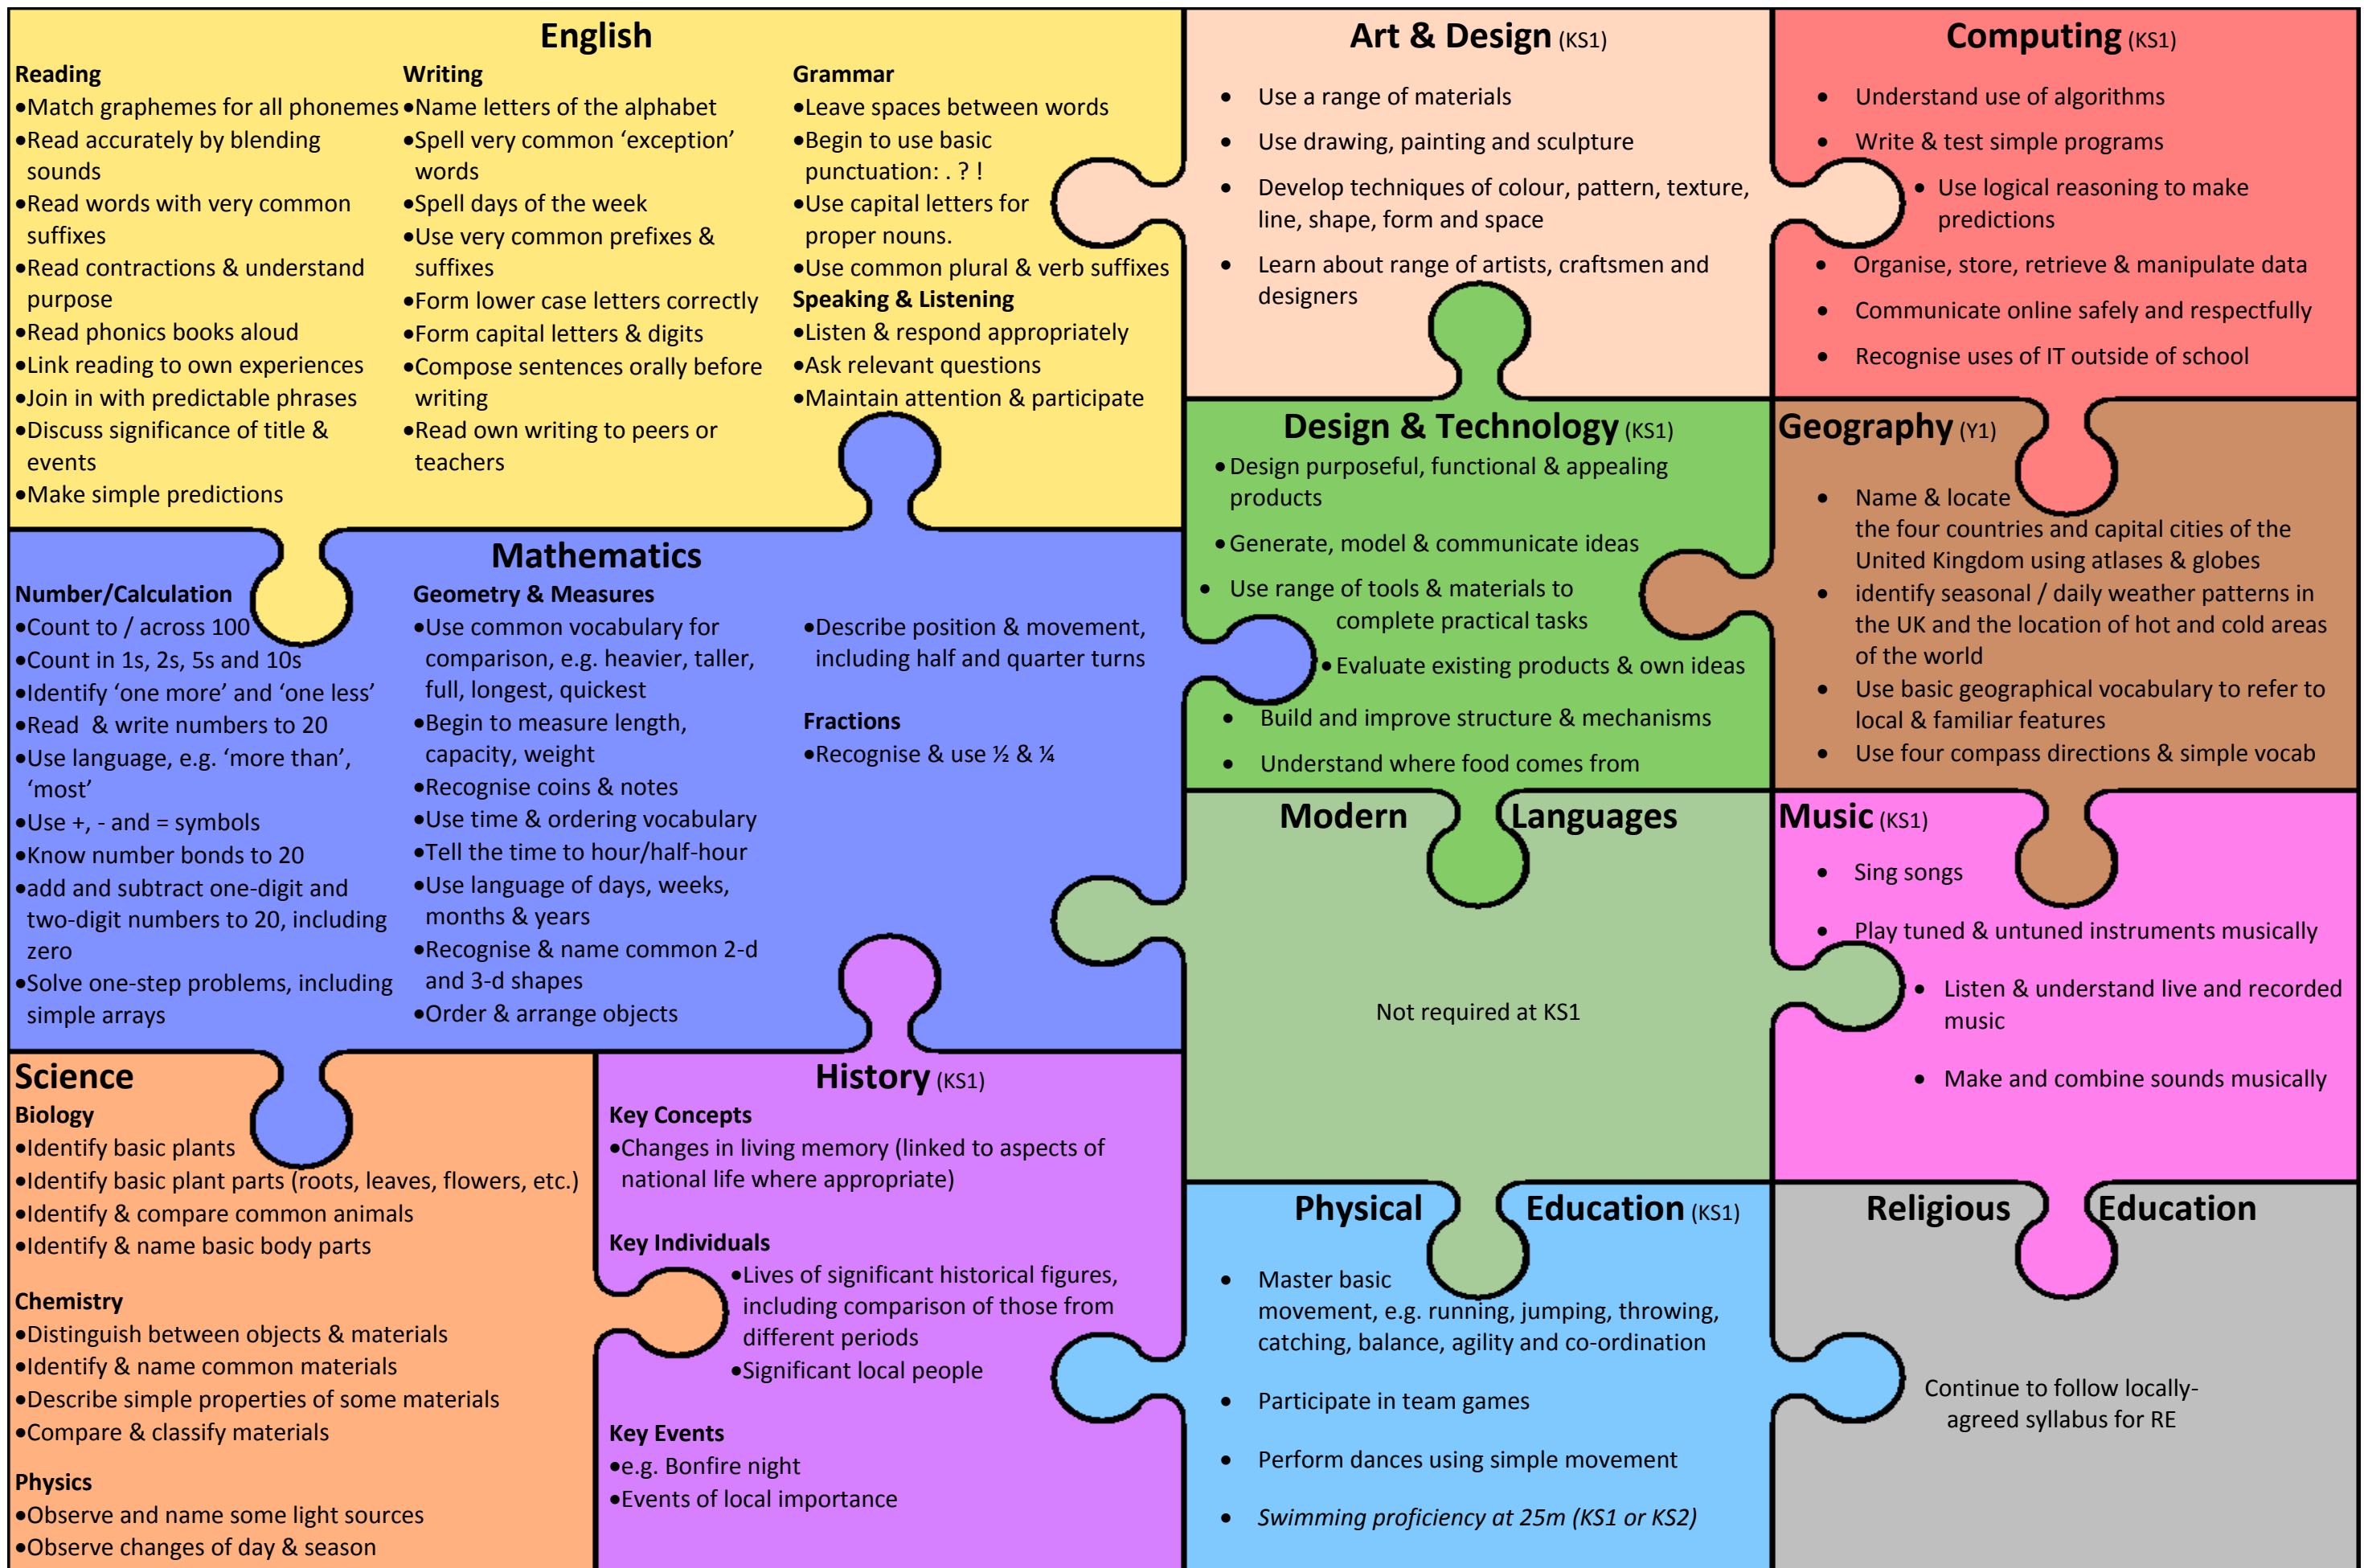 English
Reading
•Match graphemes for all phonemes
•Read accurately by blending
sounds
•Read words with very common
suffixes
•Read contractions & understand
purpose
•Read phonics books aloud
•Link reading to own experiences
•Join in with predictable phrases
•Discuss significance of title &
events
•Make simple predictions
Writing
•Name letters of the alphabet
•Spell very common ‘exception’
words
•Spell days of the week
•Use very common prefixes &
suffixes
•Form lower case letters correctly
•Form capital letters & digits
•Compose sentences orally before
writing
•Read own writing to peers or
teachers
Grammar
•Leave spaces between words
•Begin to use basic
punctuation: . ? !
•Use capital letters for
proper nouns.
•Use common plural & verb suffixes
Speaking & Listening
•Listen & respond appropriately
•Ask relevant questions
•Maintain attention & participate
Art & Design (KS1)
• Use a range of materials
• Use drawing, painting and sculpture
• Develop techniques of colour, pattern, texture,
line, shape, form and space
• Learn about range of artists, craftsmen and
designers
Computing (KS1)
• Understand use of algorithms
• Write & test simple programs
• Use logical reasoning to make
predictions
• Organise, store, retrieve & manipulate data
• Communicate online safely and respectfully
• Recognise uses of IT outside of school
Mathematics
Number/Calculation
•Count to / across 100
•Count in 1s, 2s, 5s and 10s
•Identify ‘one more’ and ‘one less’
•Read & write numbers to 20
•Use language, e.g. ‘more than’,
‘most’
•Use +, - and = symbols
•Know number bonds to 20
•add and subtract one-digit and
two-digit numbers to 20, including
zero
•Solve one-step problems, including
simple arrays
Geometry & Measures
•Use common vocabulary for
comparison, e.g. heavier, taller,
full, longest, quickest
•Begin to measure length,
capacity, weight
•Recognise coins & notes
•Use time & ordering vocabulary
•Tell the time to hour/half-hour
•Use language of days, weeks,
months & years
•Recognise & name common 2-d
and 3-d shapes
•Order & arrange objects
•Describe position & movement,
including half and quarter turns
Fractions
•Recognise & use ½ & ¼
Design & Technology (KS1)
• Design purposeful, functional & appealing
products
• Generate, model & communicate ideas
• Use range of tools & materials to
complete practical tasks
• Evaluate existing products & own ideas
• Build and improve structure & mechanisms
• Understand where food comes from
Geography (Y1)
• Name & locate
the four countries and capital cities of the
United Kingdom using atlases & globes
• identify seasonal / daily weather patterns in
the UK and the location of hot and cold areas
of the world
• Use basic geographical vocabulary to refer to
local & familiar features
• Use four compass directions & simple vocab
Modern Languages
Not required at KS1
Music (KS1)
• Sing songs
• Play tuned & untuned instruments musically
• Listen & understand live and recorded
music
• Make and combine sounds musically
Science
Biology
•Identify basic plants
•Identify basic plant parts (roots, leaves, flowers, etc.)
•Identify & compare common animals
•Identify & name basic body parts
Chemistry
•Distinguish between objects & materials
•Identify & name common materials
•Describe simple properties of some materials
•Compare & classify materials
Physics
•Observe and name some light sources
•Observe changes of day & season
History (KS1)
Key Concepts
•Changes in living memory (linked to aspects of
national life where appropriate)
Key Individuals
•Lives of significant historical figures,
including comparison of those from
different periods
•Significant local people
Key Events
•e.g. Bonfire night
•Events of local importance
Physical Education (KS1)
• Master basic
movement, e.g. running, jumping, throwing,
catching, balance, agility and co-ordination
• Participate in team games
• Perform dances using simple movement
• Swimming proficiency at 25m (KS1 or KS2)
Religious Education
Continue to follow locally-
agreed syllabus for RE